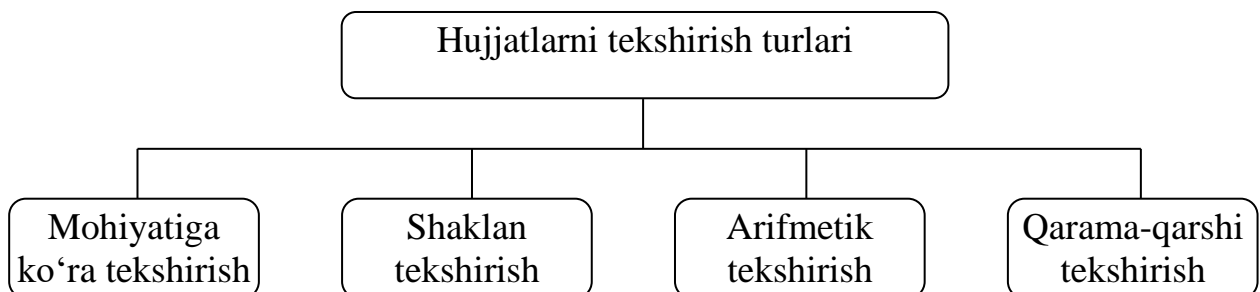 Hujjatlarni tekshirish turlari
Mohiyatiga
ko‘ra tekshirish
Shaklan
tekshirish
Arifmetik
tekshirish
Qarama-qarshi
tekshirish